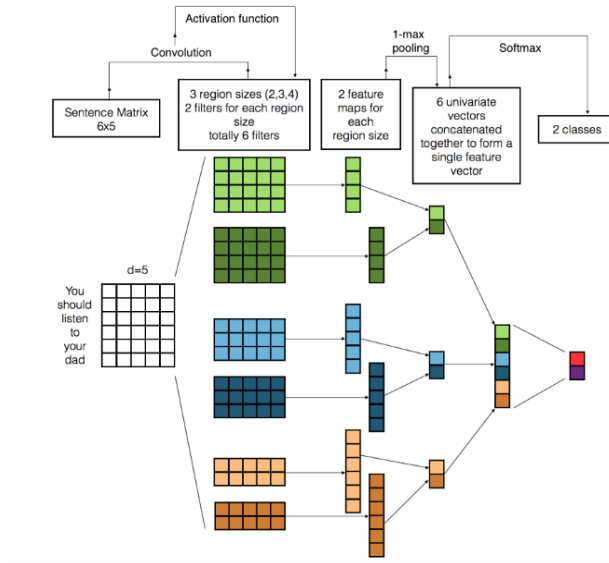 Activation function
Convolution
1-max
pooling
Softmax
Sentence Matrix
6x5
3 region sizes (2,3,4)
2 filters for each region
size
totally 6 filters
2 feature
maps for
each
region size
6 univariate
vectors
concatenated
together to form a
single feature
vector
2 classes
d=5
You
should
listen
to
your
dad